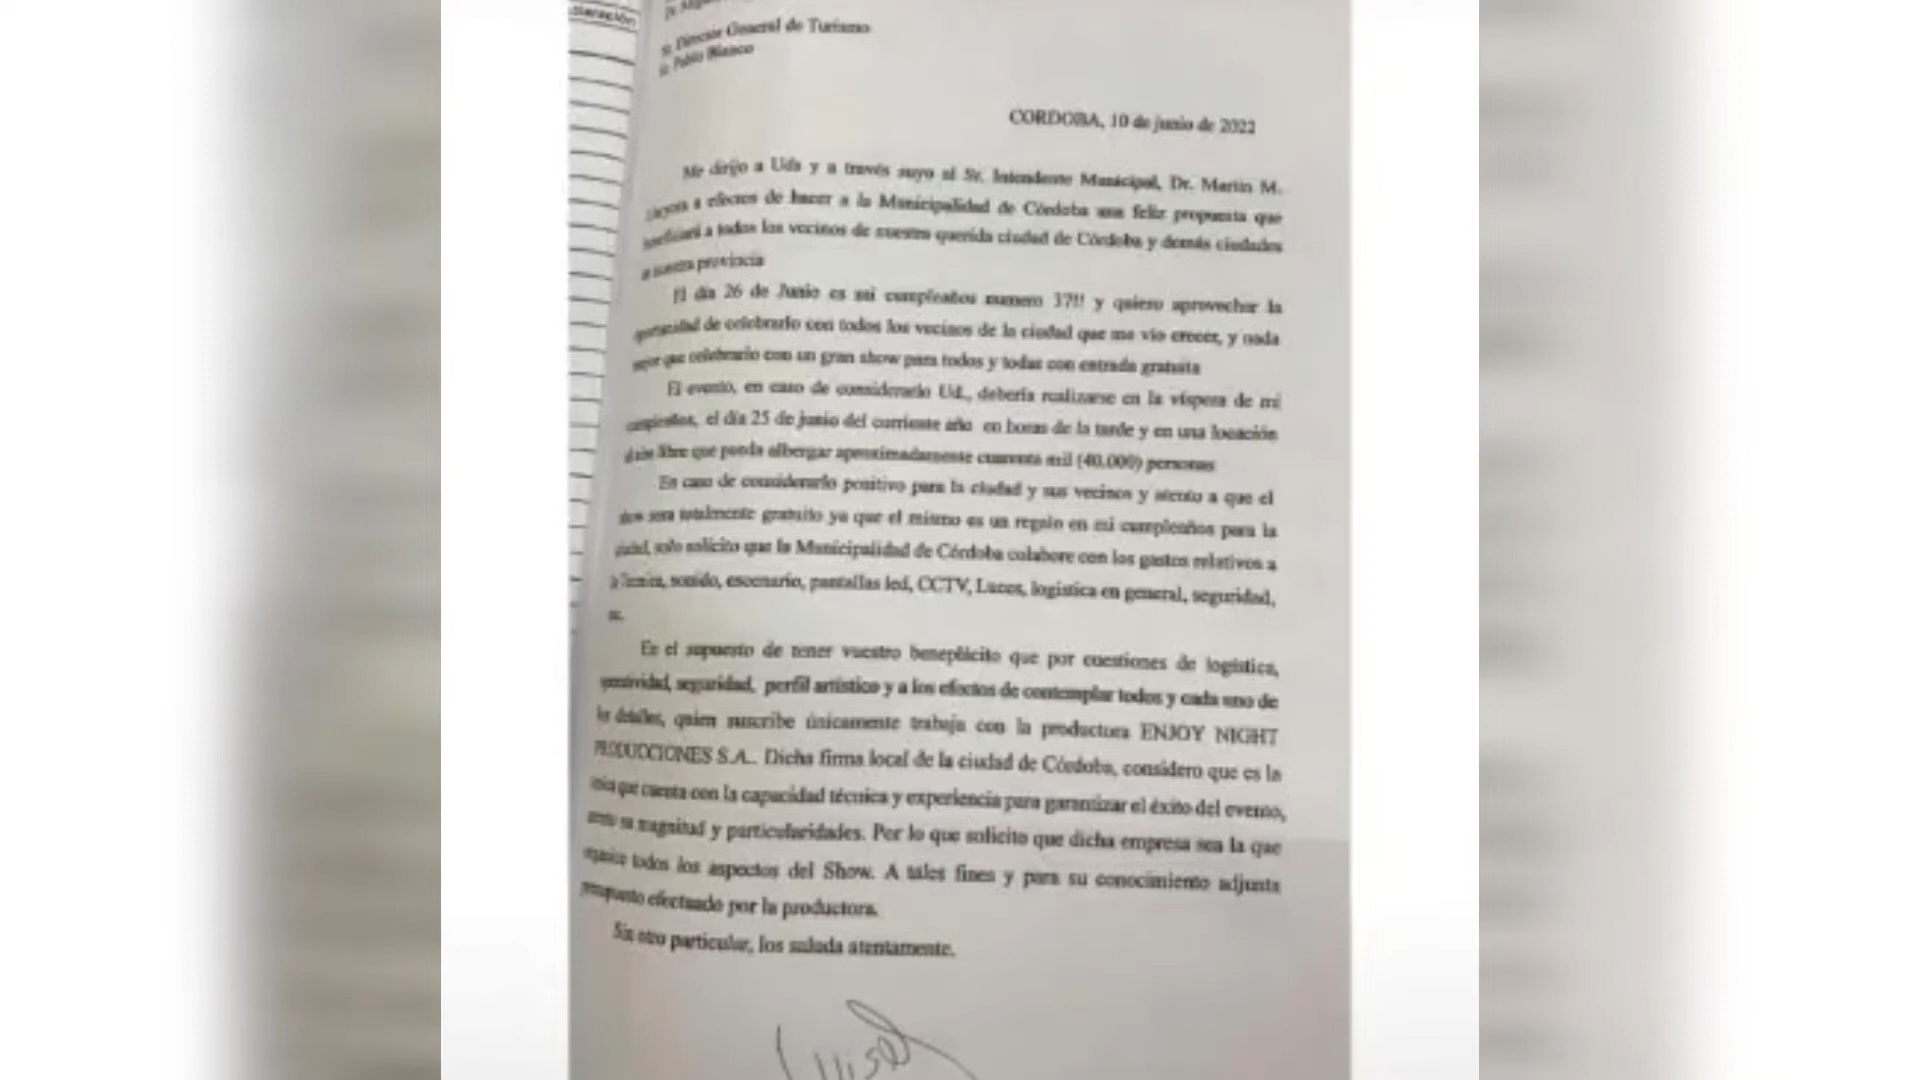 Sr. Director General de Turismo
Sr. Pablo Blanco
CORDOBA, 10 de junio de 2022
Me dirijo a Uds y a través suyo al Sr. Intendente Municipal, Dr. Martin M.
Llaryora a efectos de hacer a la Municipalidad de Córdoba una feliz propuesta que
beneficiará a todos los vecinos de nuestra querida ciudad de Córdoba y demás ciudades
de nuestra provincia
El día 26 de Junio es mi cumpleaños numero 37!! y quiero aprovechar la
oportunidad de celebrarlo con todos los vecinos de la ciudad que me vio crecer, y nada
mejor que celebrarlo con un gran show para todos y todas con entrada gratuita
El evento, en caso de considerarlo Ud., debería realizarse en la víspera de mi
cumpleaños, el día 25 de junio del corriente año en horas de la tarde y en una locación
al aire libre que pueda albergar aproximadamente cuarenta mil (40.000) personas
En caso de considerarlo positivo para la ciudad y sus vecinos y atento a que el
show sera totalmente gratuito ya que el mismo es un regalo en mi cumpleaños para la
ciudad, solo solicito que la Municipalidad de Córdoba colabore con los gastos relativos a
la Tecnica, sonido, escenario, pantallas led, CCTV, Luces, logística en general, seguridad,
etc.
En el supuesto de tener vuestro beneplácito que por cuestiones de logística,
operatividad, seguridad, perfil artístico y a los efectos de contemplar todos y cada uno de
los detalles, quien suscribe únicamente trabaja con la productora ENJOY NIGHT
PRODUCCIONES S.A.. Dicha firma local de la ciudad de Córdoba, considero que es la
única que cuenta con la capacidad técnica y experiencia para garantizar el éxito del evento,
atento su magnitud y particularidades. Por lo que solicito que dicha empresa sea la que
organice todos los aspectos del Show. A tales fines y para su conocimiento adjunta
presupuesto efectuado por la productora.
Sin otro particular, los saluda atentamente.